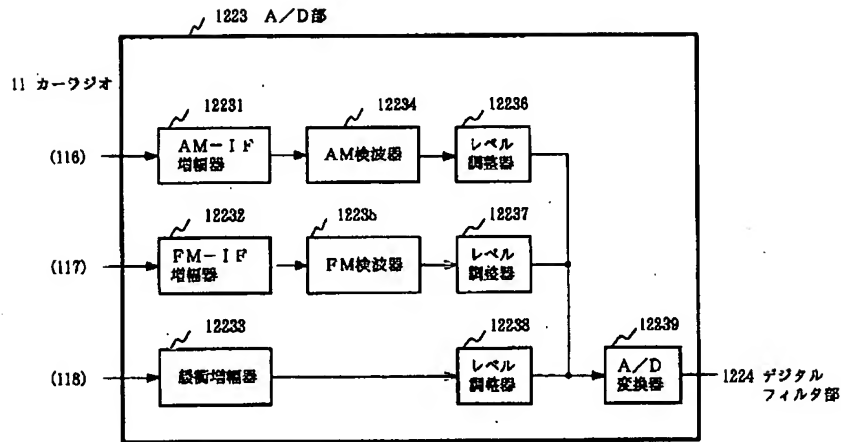 1223 A/D部
11 カーラジオ
12231
12234
12236
(116)
AM-IF
増幅器
AM検波器
レベル
調整器
12232
12235
12237
(117)
FM-IF
増幅器
FM検波器
レベル
調整器
12233
12238
12239
(118)
緩衝増幅器
レベル
調整器
A/D
変換器
1224 デジタル
フィルタ部